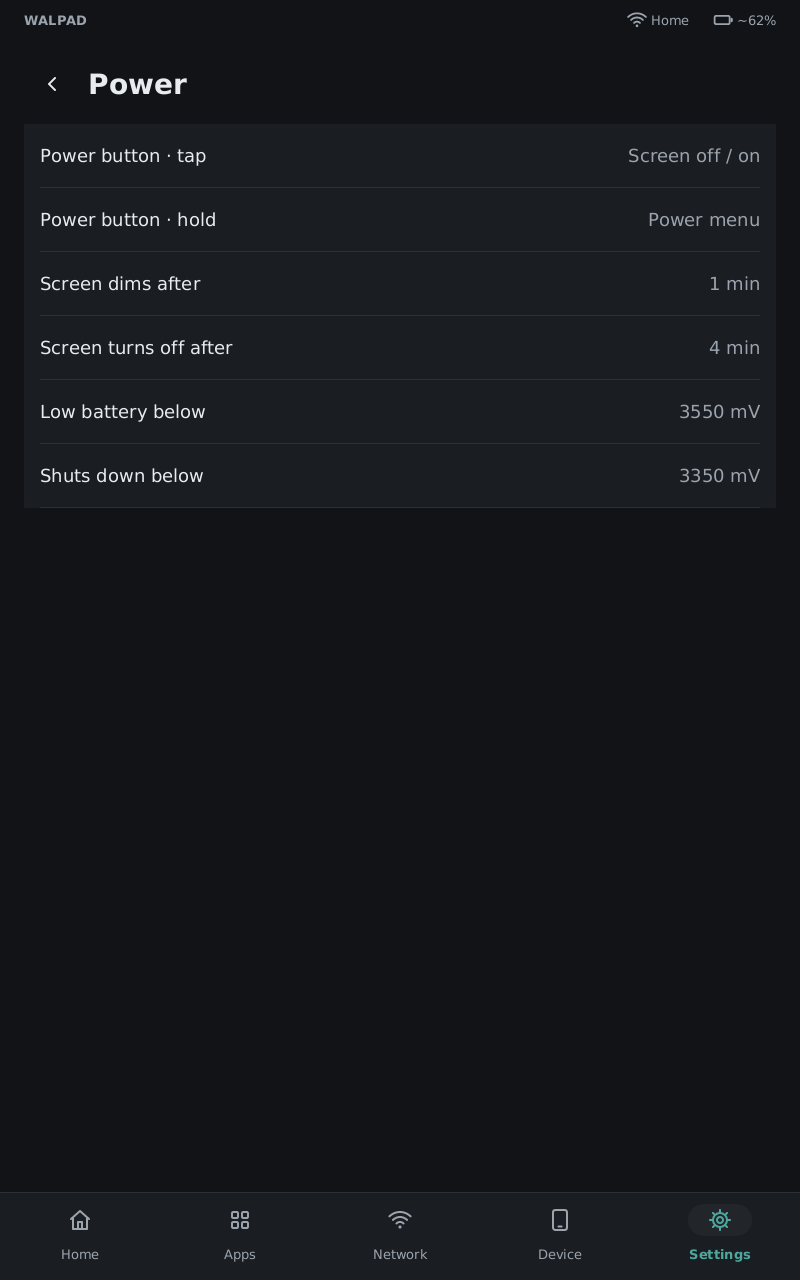 WALPAD Home ~62%
Power
Power button · tap Screen off / on
Power button · hold Power menu
Screen dims after 1 min
Screen turns off after 4 min
Low battery below 3550 mV
Shuts down below 3350 mV
Home Apps Network Device Settings